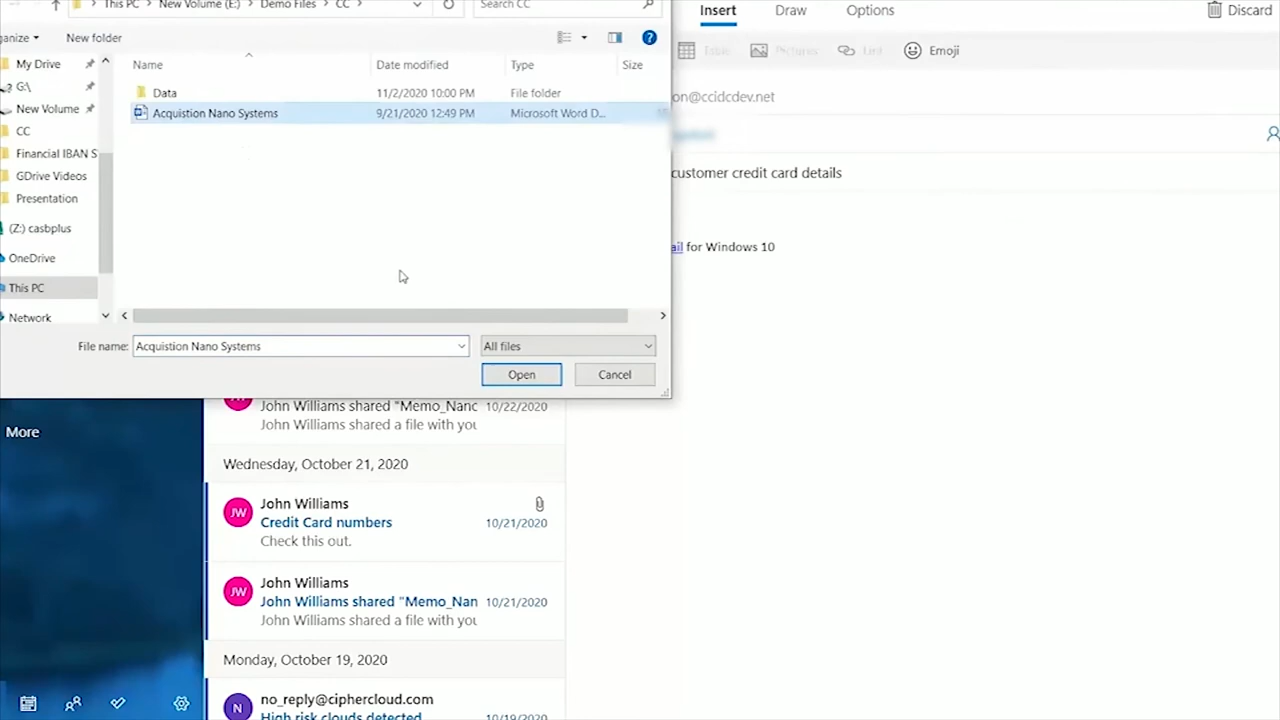 This PC > New Volume (E:) > Demo Files > CC >
Search CC
Insert
Draw
Options
Discard
ganize
New folder
Table
Pictures
Link
Emoji
Name
Date modified
Type
Size
My Drive
G:\
New Volume
CC
Financial IBAN S
GDrive Videos
Presentation
(Z:) casbplus
OneDrive
This PC
Network
Data
11/2/2020 10:00 PM
File folder
Acquistion Nano Systems
9/21/2020 12:49 PM
Microsoft Word D...
on@ccidcdev.net
customer credit card details
ail for Windows 10
File name:
Acquistion Nano Systems
All files
Open
Cancel
More
John Williams shared "Memo_Nanc
10/22/2020
John Williams shared a file with you
Wednesday, October 21, 2020
JW
John Williams
Credit Card numbers
10/21/2020
Check this out.
JW
John Williams
John Williams shared "Memo_Nan
10/21/2020
John Williams shared a file with you
Monday, October 19, 2020
N
no_reply@ciphercloud.com
High risk clouds detected
10/19/2020